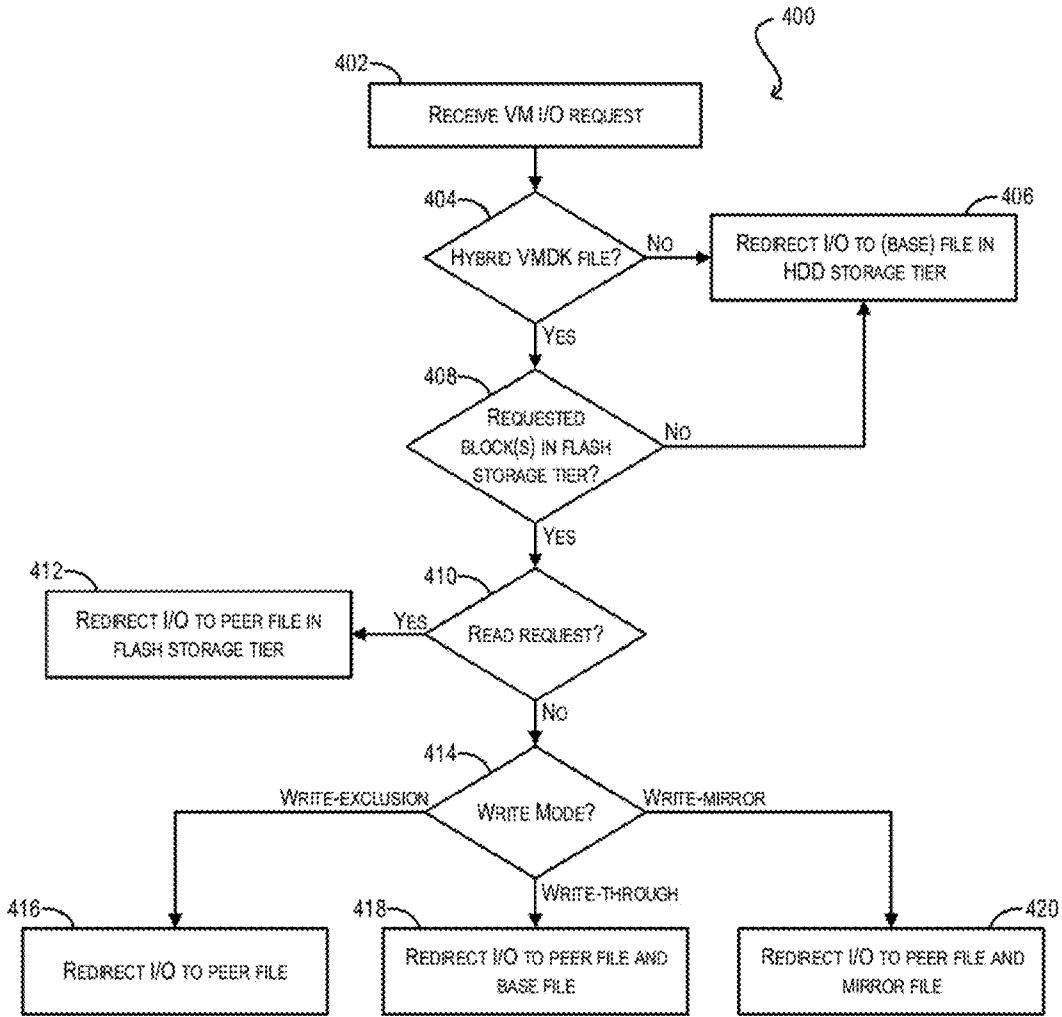 400
402
RECEIVE VM I/O REQUEST
404
HYBRID VMDK FILE?
NO
406
REDIRECT I/O TO (BASE) FILE IN
HDD STORAGE TIER
YES
408
REQUESTED
BLOCK(S) IN FLASH
STORAGE TIER?
NO
YES
412
REDIRECT I/O TO PEER FILE IN
FLASH STORAGE TIER
410
YES
READ REQUEST?
NO
414
WRITE-EXCLUSION
WRITE MODE?
WRITE-MIRROR
WRITE-THROUGH
416
REDIRECT I/O TO PEER FILE
418
REDIRECT I/O TO PEER FILE AND
BASE FILE
420
REDIRECT I/O TO PEER FILE AND
MIRROR FILE